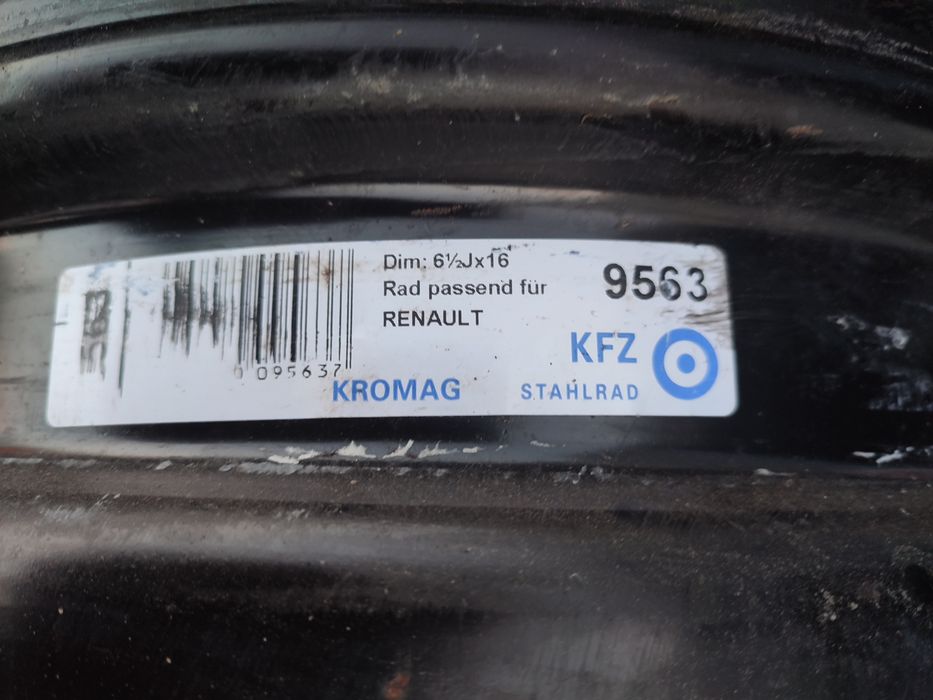 Dim: 6½Jx16
Rad passend für
RENAULT
9563
0 095637
KROMAG
KFZ
STAHLRAD